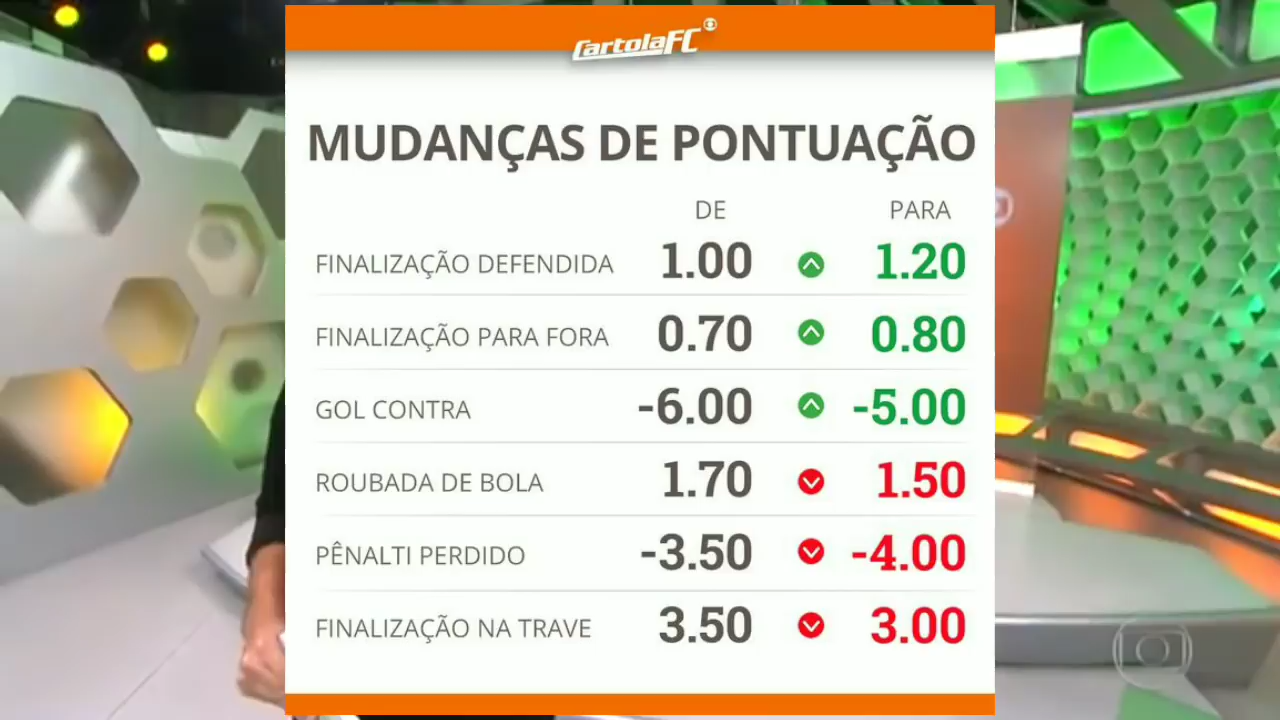 CartolaFC
MUDANÇAS DE PONTUAÇÃO
DE PARA
FINALIZAÇÃO DEFENDIDA 1.00 1.20
FINALIZAÇÃO PARA FORA 0.70 0.80
GOL CONTRA -6.00 -5.00
ROUBADA DE BOLA 1.70 1.50
PÊNALTI PERDIDO -3.50 -4.00
FINALIZAÇÃO NA TRAVE 3.50 3.00